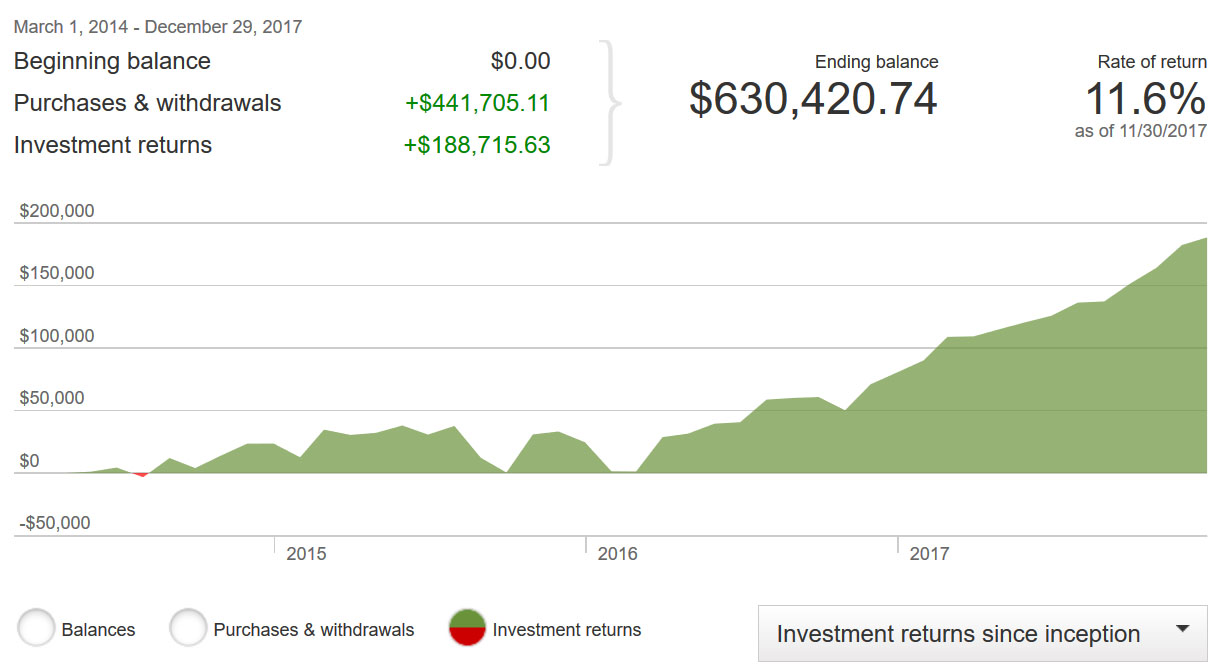 March 1, 2014 - December 29, 2017
Beginning balance $0.00
Purchases & withdrawals +$441,705.11
Investment returns +$188,715.63
Ending balance
$630,420.74
Rate of return
11.6%
as of 11/30/2017
$200,000
$150,000
$100,000
$50,000
$0
-$50,000
2015 2016 2017
Balances Purchases & withdrawals Investment returns
Investment returns since inception